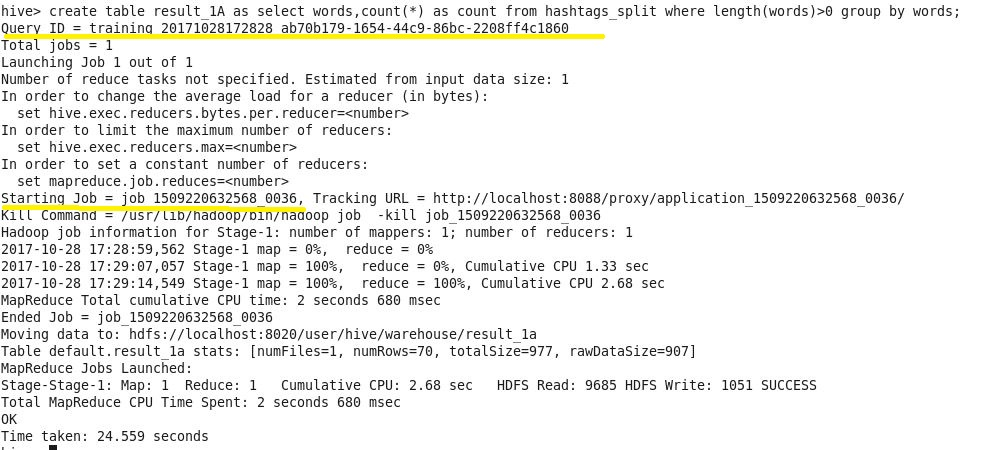 hive> create table result_1A as select words,count(*) as count from hashtags_split where length(words)>0 group by words;
Query ID = training_20171028172828_ab70b179-1654-44c9-86bc-2208ff4c1860
Total jobs = 1
Launching Job 1 out of 1
Number of reduce tasks not specified. Estimated from input data size: 1
In order to change the average load for a reducer (in bytes):
  set hive.exec.reducers.bytes.per.reducer=<number>
In order to limit the maximum number of reducers:
  set hive.exec.reducers.max=<number>
In order to set a constant number of reducers:
  set mapreduce.job.reduces=<number>
Starting Job = job_1509220632568_0036, Tracking URL = http://localhost:8088/proxy/application_1509220632568_0036/
Kill Command = /usr/lib/hadoop/bin/hadoop job  -kill job_1509220632568_0036
Hadoop job information for Stage-1: number of mappers: 1; number of reducers: 1
2017-10-28 17:28:59,562 Stage-1 map = 0%,  reduce = 0%
2017-10-28 17:29:07,057 Stage-1 map = 100%,  reduce = 0%, Cumulative CPU 1.33 sec
2017-10-28 17:29:14,549 Stage-1 map = 100%,  reduce = 100%, Cumulative CPU 2.68 sec
MapReduce Total cumulative CPU time: 2 seconds 680 msec
Ended Job = job_1509220632568_0036
Moving data to: hdfs://localhost:8020/user/hive/warehouse/result_1a
Table default.result_1a stats: [numFiles=1, numRows=70, totalSize=977, rawDataSize=907]
MapReduce Jobs Launched:
Stage-Stage-1: Map: 1  Reduce: 1   Cumulative CPU: 2.68 sec   HDFS Read: 9685 HDFS Write: 1051 SUCCESS
Total MapReduce CPU Time Spent: 2 seconds 680 msec
OK
Time taken: 24.559 seconds